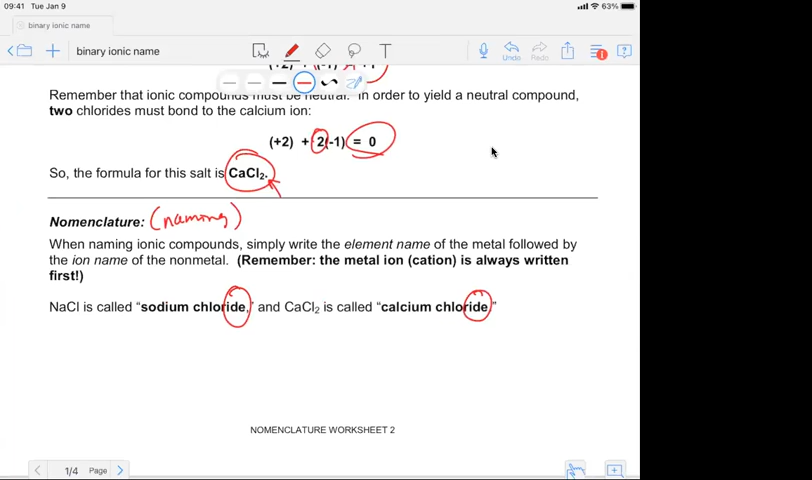 09:41 Tue Jan 9
63%
binary ionic name
binary ionic name
T
Undo
Redo
Remember that ionic compounds must be neutral. In order to yield a neutral compound,
two chlorides must bond to the calcium ion:
(+2) + 2(-1) = 0
So, the formula for this salt is CaCl₂.
Nomenclature: (naming)
When naming ionic compounds, simply write the element name of the metal followed by
the ion name of the nonmetal. (Remember: the metal ion (cation) is always written
first!)
NaCl is called “sodium chloride,” and CaCl₂ is called “calcium chloride”
NOMENCLATURE WORKSHEET 2
1/4 Page